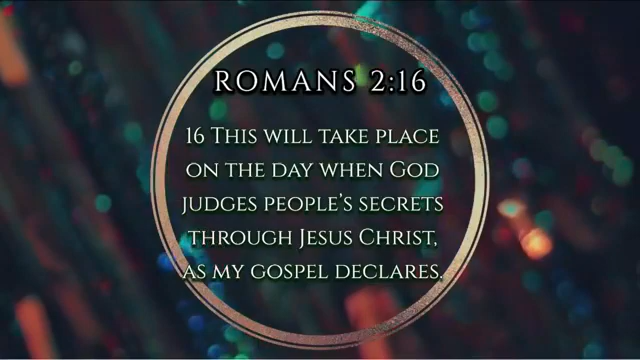 ROMANS 2:16
16 This will take place
on the day when God
judges people’s secrets
through Jesus Christ,
as my gospel declares.